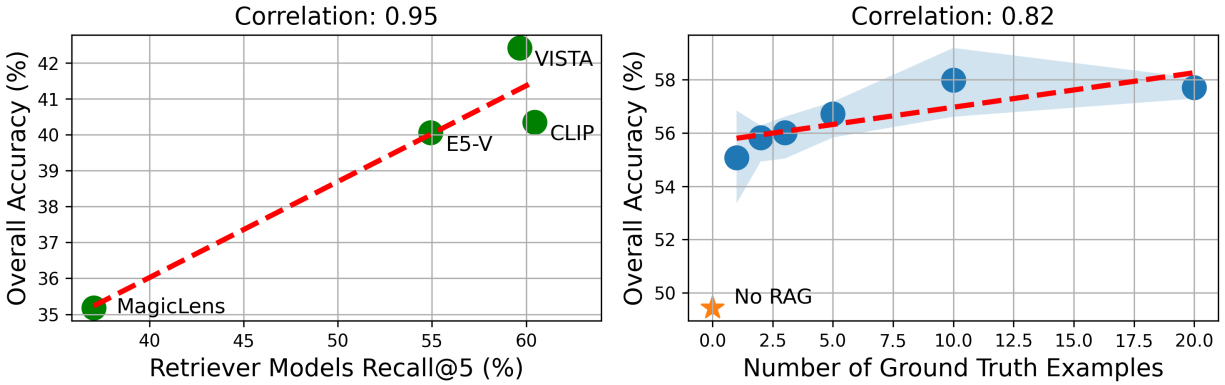 Correlation: 0.95
Overall Accuracy (%)
42
41
40
39
38
37
36
35
VISTA
CLIP
E5-V
MagicLens
40 45 50 55 60
Retriever Models Recall@5 (%)
Correlation: 0.82
Overall Accuracy (%)
58
56
54
52
50
No RAG
0.0 2.5 5.0 7.5 10.0 12.5 15.0 17.5 20.0
Number of Ground Truth Examples